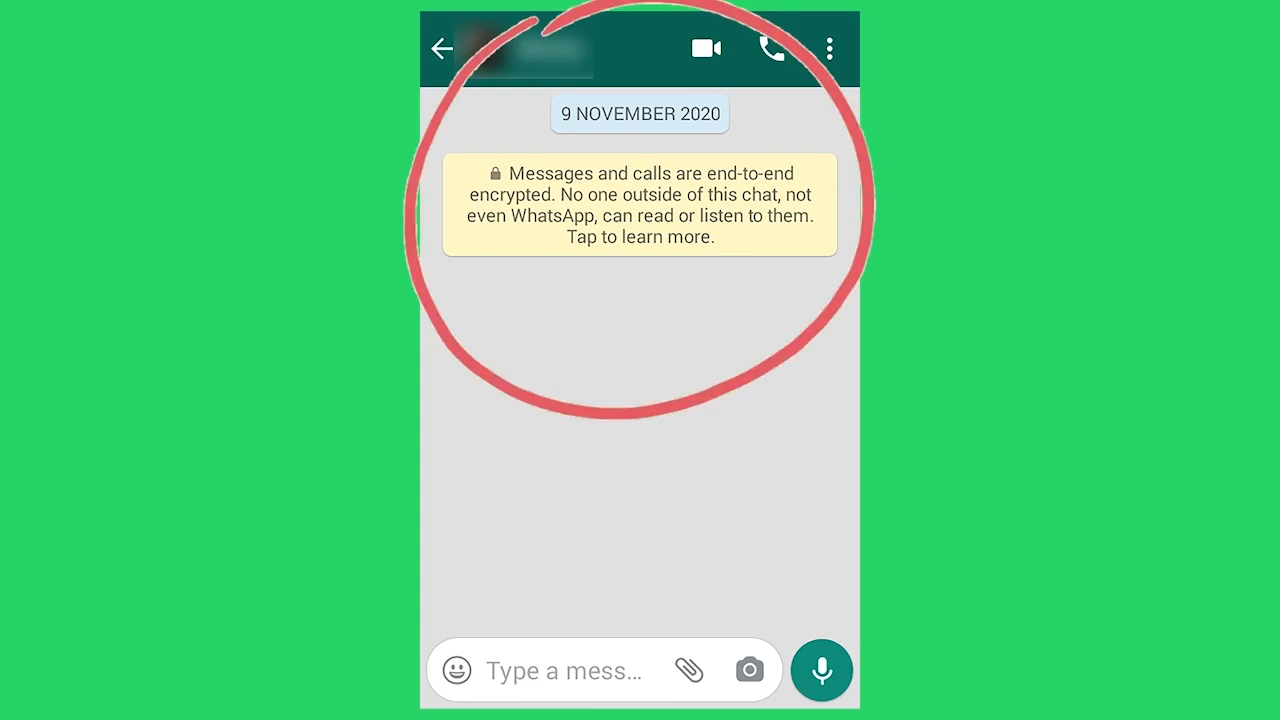 9 NOVEMBER 2020
Messages and calls are end-to-end
encrypted. No one outside of this chat, not
even WhatsApp, can read or listen to them.
Tap to learn more.
Type a mess...